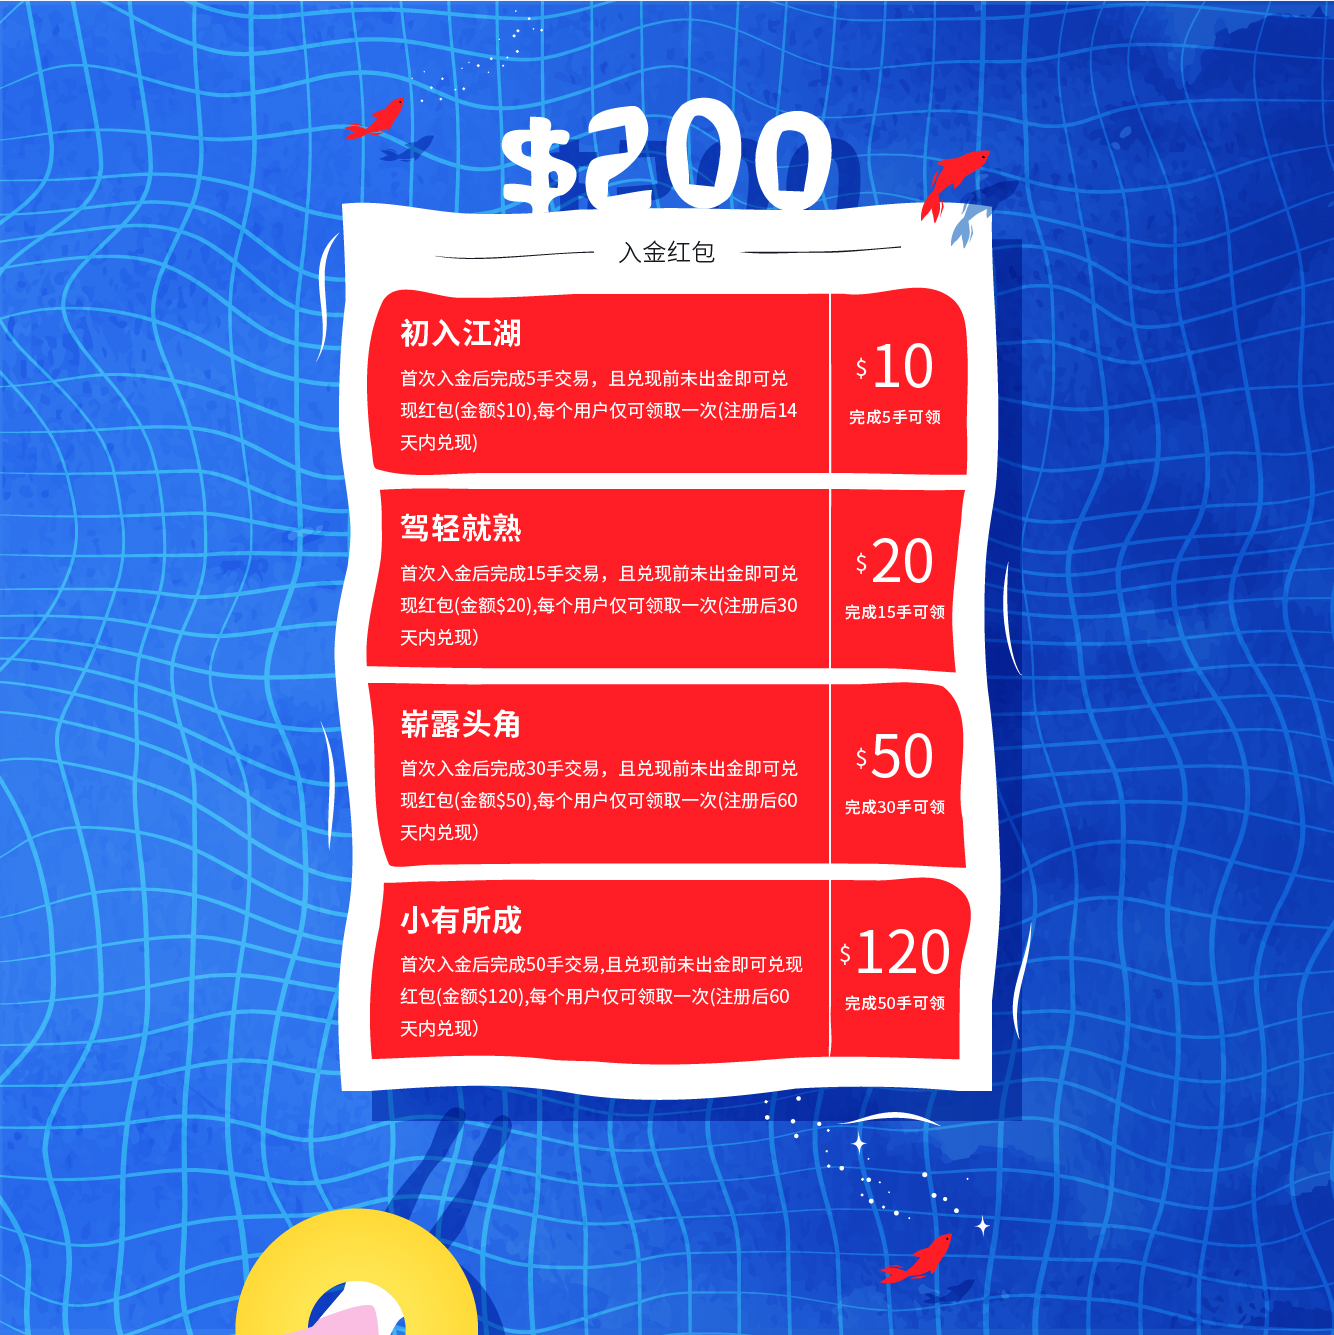 $200
入金红包
初入江湖
首次入金后完成5手交易，且兑现前未出金即可兑
现红包(金额$10),每个用户仅可领取一次(注册后14
天内兑现)
$10
完成5手可领
驾轻就熟
首次入金后完成15手交易，且兑现前未出金即可兑
现红包(金额$20),每个用户仅可领取一次(注册后30
天内兑现）
$20
完成15手可领
崭露头角
首次入金后完成30手交易，且兑现前未出金即可兑
现红包(金额$50),每个用户仅可领取一次(注册后60
天内兑现）
$50
完成30手可领
小有所成
首次入金后完成50手交易,且兑现前未出金即可兑现
红包(金额$120),每个用户仅可领取一次(注册后60
天内兑现）
$120
完成50手可领